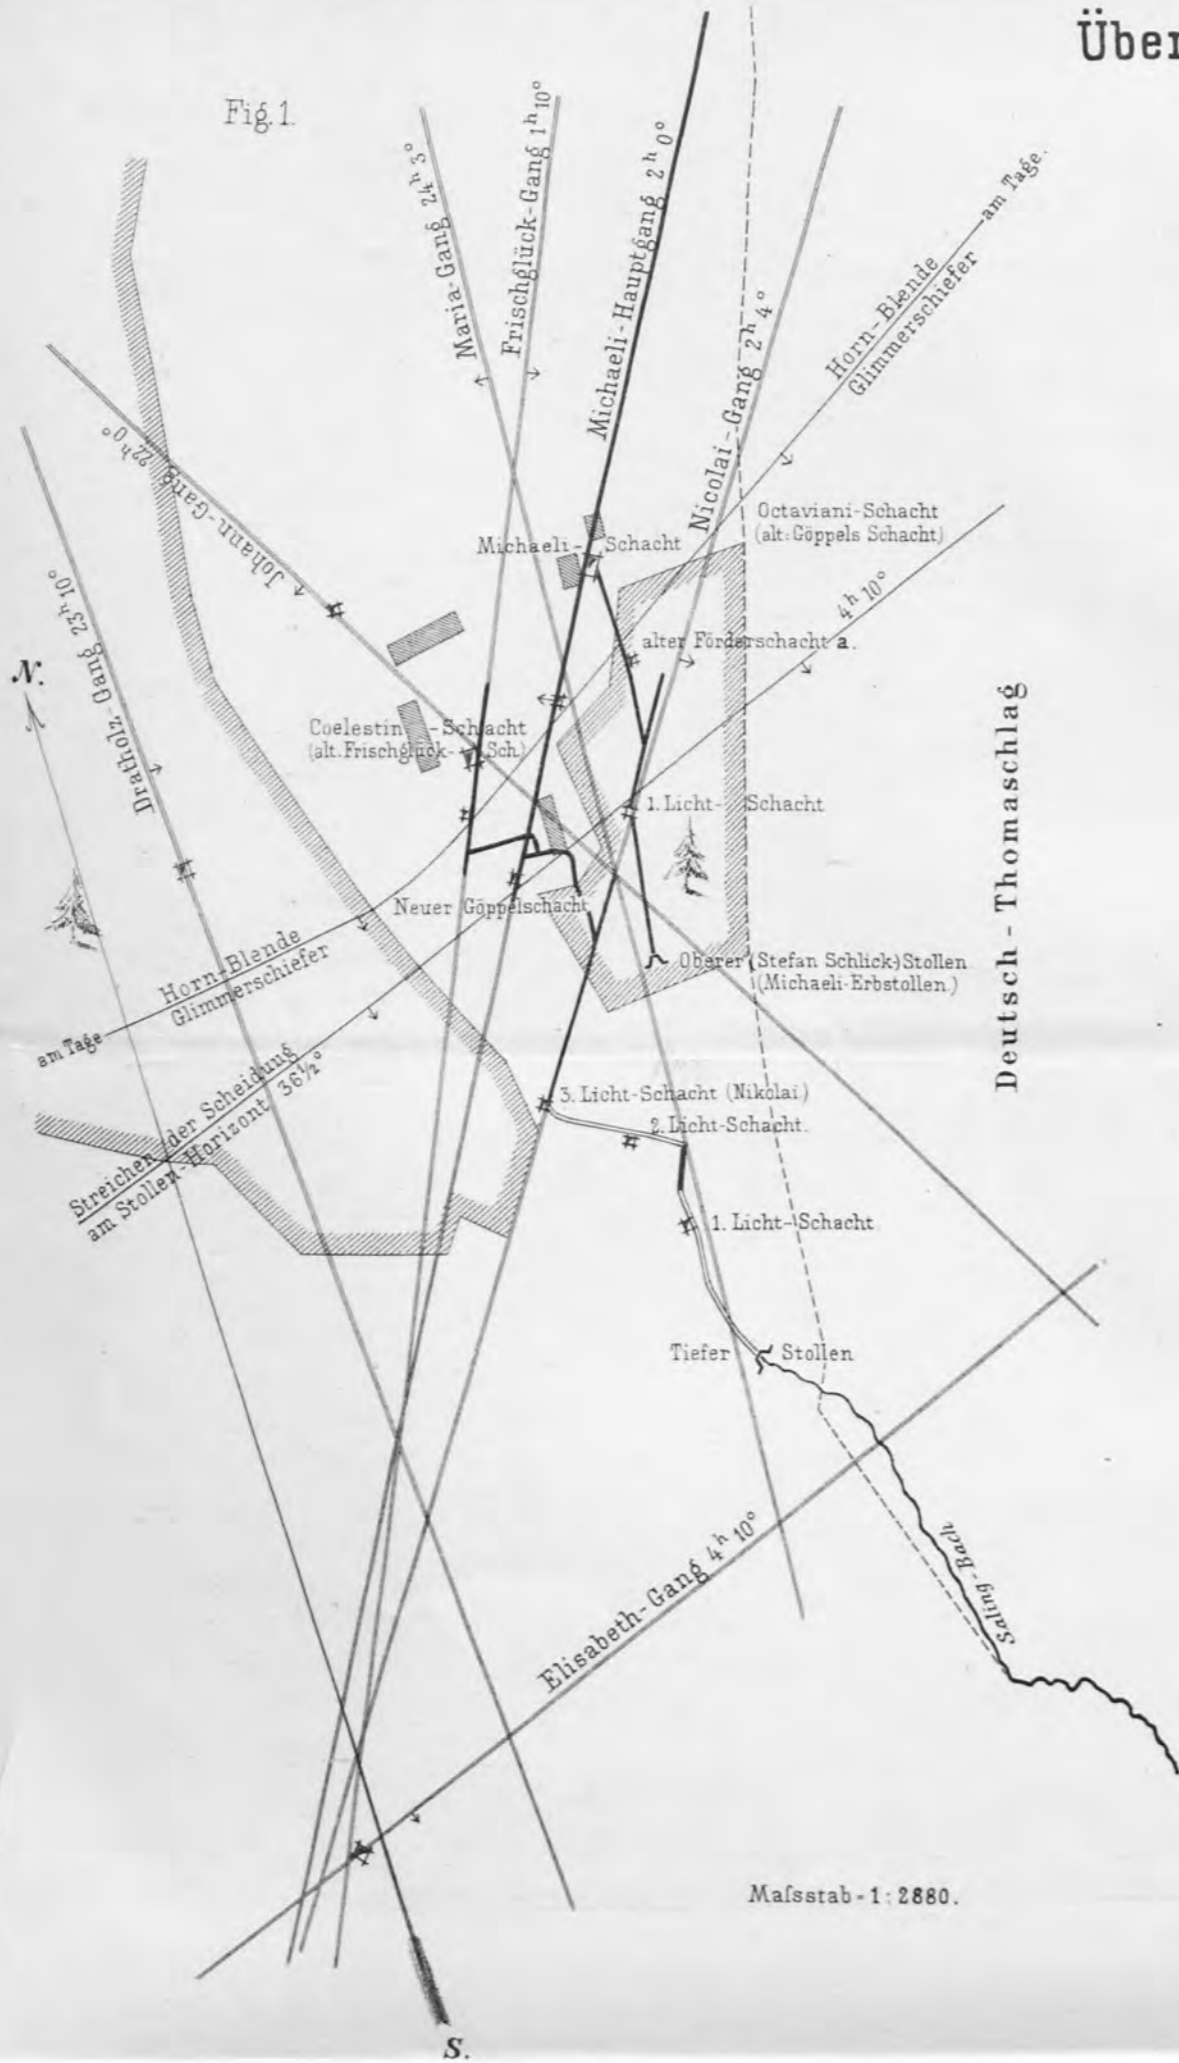 Über
Fig. 1.
Maria-Gang 24ʰ 3°
Frischglück-Gang 1ʰ 10°
Michaeli-Hauptgang 2ʰ 0°
Nicolai-Gang 2ʰ 4°
am Tage.
Horn-Blende
Glimmerschiefer
Johann-Gang 22ʰ 0°
Dratholz-Gang 23ʰ 10°
N.
Octaviani-Schacht
(alt: Göppels Schacht)
Michaeli-Schacht
4ʰ 10°
alter Förderschacht a.
Coelestin-Schacht
(alt. Frischglück-Sch.)
1. Licht-Schacht
Deutsch-Thomaschlag
Neuer Göppelschacht
Oberer (Stefan Schlick-) Stollen
(Michaeli-Erbstollen.)
Horn-Blende
Glimmerschiefer
am Tage
Streichen der Scheidung
am Stollen-Horizont 36½°
3. Licht-Schacht (Nikolai)
2. Licht-Schacht.
1. Licht-Schacht
Tiefer Stollen
Elisabeth-Gang 4ʰ 10°
Saling-Bach
Maſsstab - 1:2880.
S.